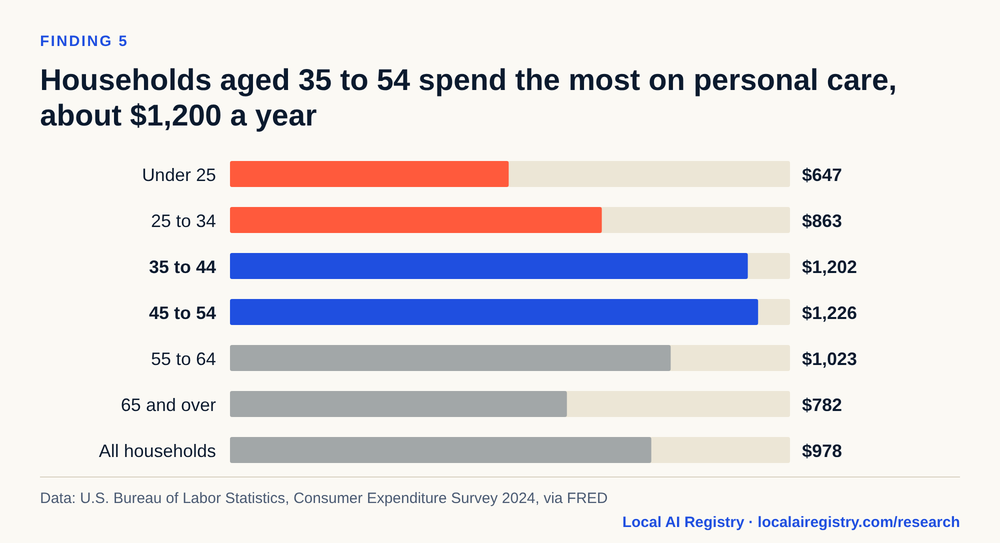 FINDING 5
Households aged 35 to 54 spend the most on personal care,
about $1,200 a year
Under 25 $647
25 to 34 $863
35 to 44 $1,202
45 to 54 $1,226
55 to 64 $1,023
65 and over $782
All households $978
Data: U.S. Bureau of Labor Statistics, Consumer Expenditure Survey 2024, via FRED
Local AI Registry · localairegistry.com/research